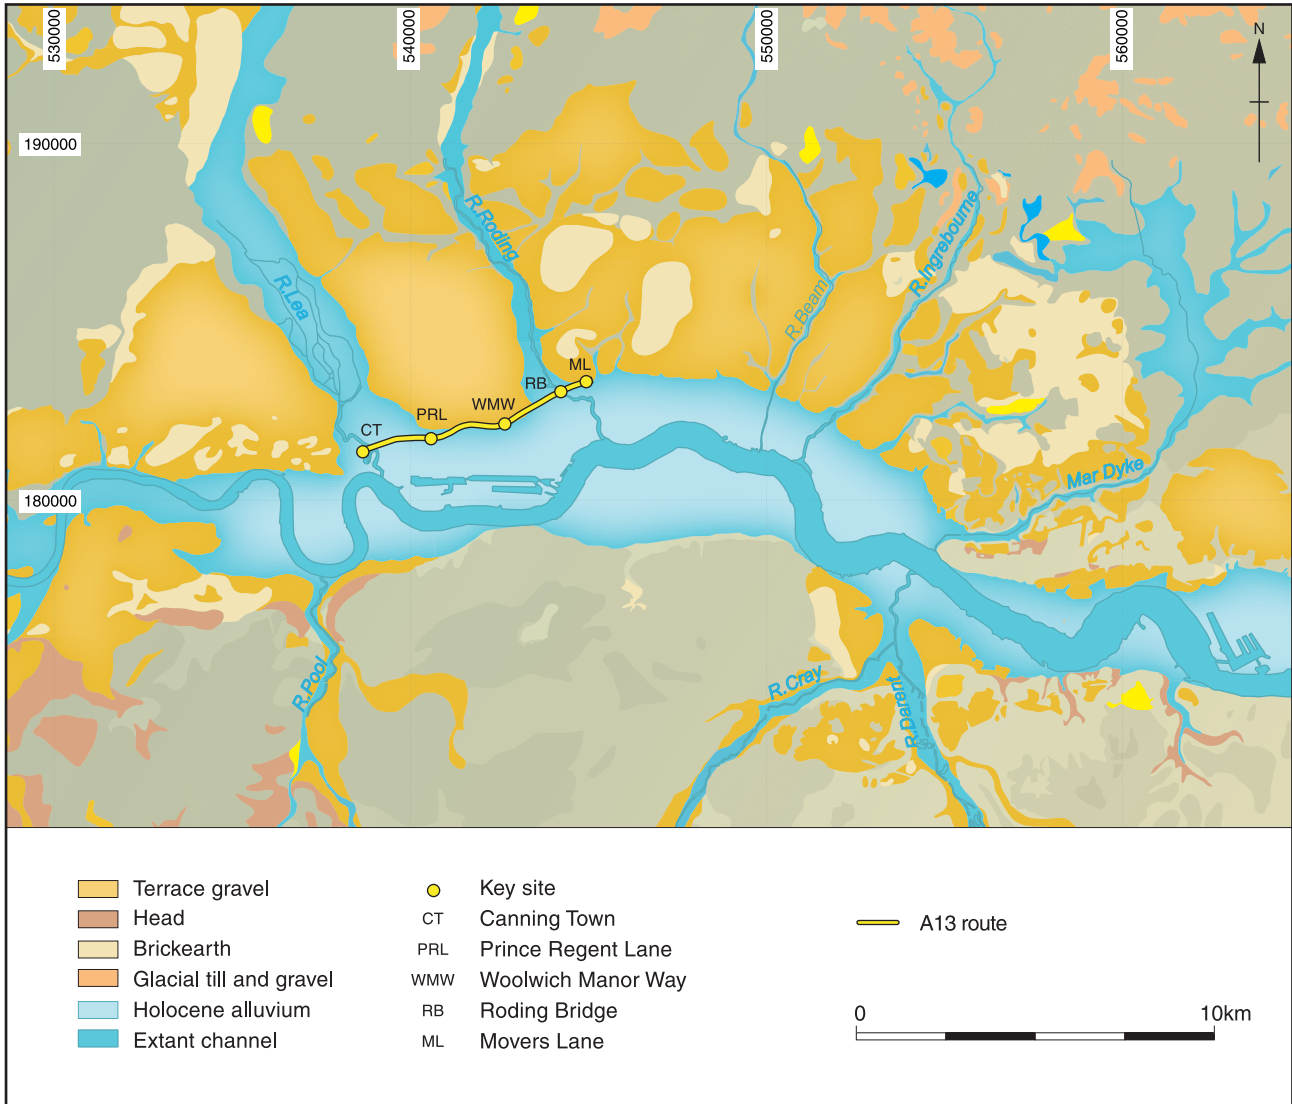 530000
540000
550000
560000
N
190000
R.Roding
R.Ingrebourne
R.Lea
R.Beam
ML
RB
WMW
PRL
CT
Mar Dyke
180000
R.Pool
R.Cray
R.Darant
Terrace gravel
Head
Brickearth
Glacial till and gravel
Holocene alluvium
Extant channel
Key site
CT Canning Town
PRL Prince Regent Lane
WMW Woolwich Manor Way
RB Roding Bridge
ML Movers Lane
A13 route
0 10km